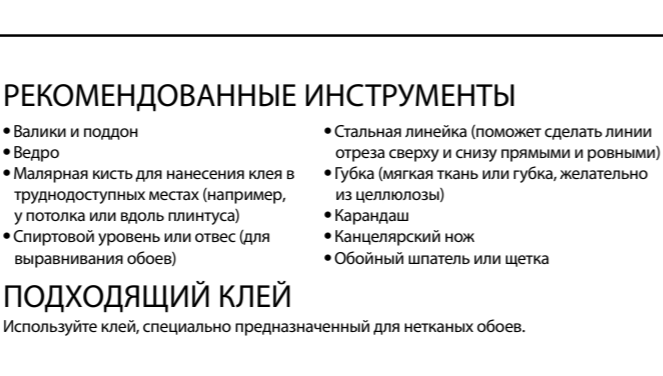 РЕКОМЕНДОВАННЫЕ ИНСТРУМЕНТЫ
• Валики и поддон
• Ведро
• Малярная кисть для нанесения клея в
труднодоступных местах (например,
у потолка или вдоль плинтуса)
• Спиртовой уровень или отвес (для
выравнивания обоев)
• Стальная линейка (поможет сделать линии
отреза сверху и снизу прямыми и ровными)
• Губка (мягкая ткань или губка, желательно
из целлюлозы)
• Карандаш
• Канцелярский нож
• Обойный шпатель или щетка
ПОДХОДЯЩИЙ КЛЕЙ
Используйте клей, специально предназначенный для нетканых обоев.